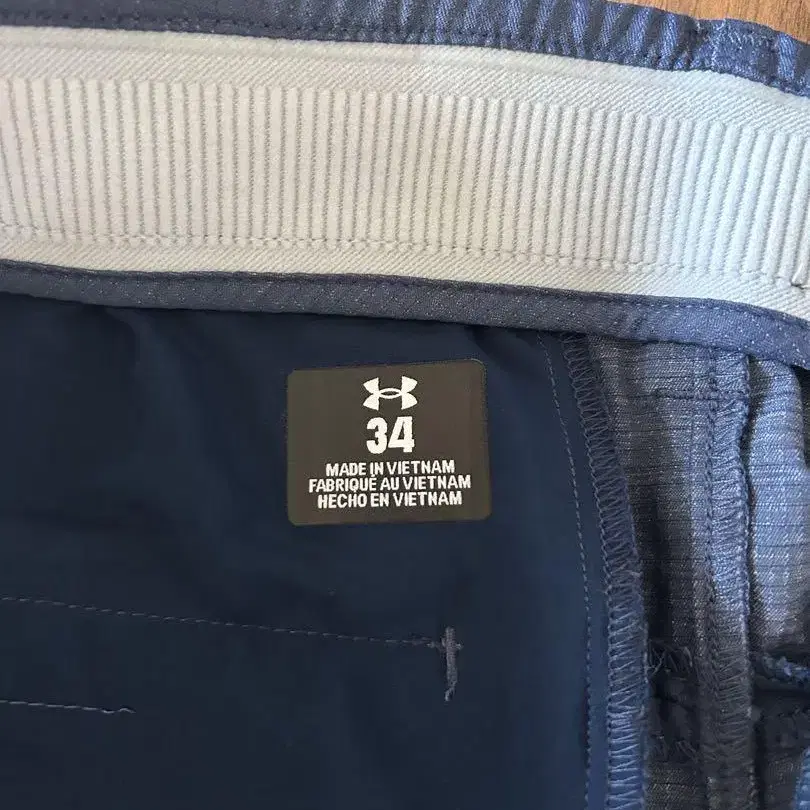 34
MADE IN VIETNAM
FABRIQUÉ AU VIETNAM
HECHO EN VIETNAM